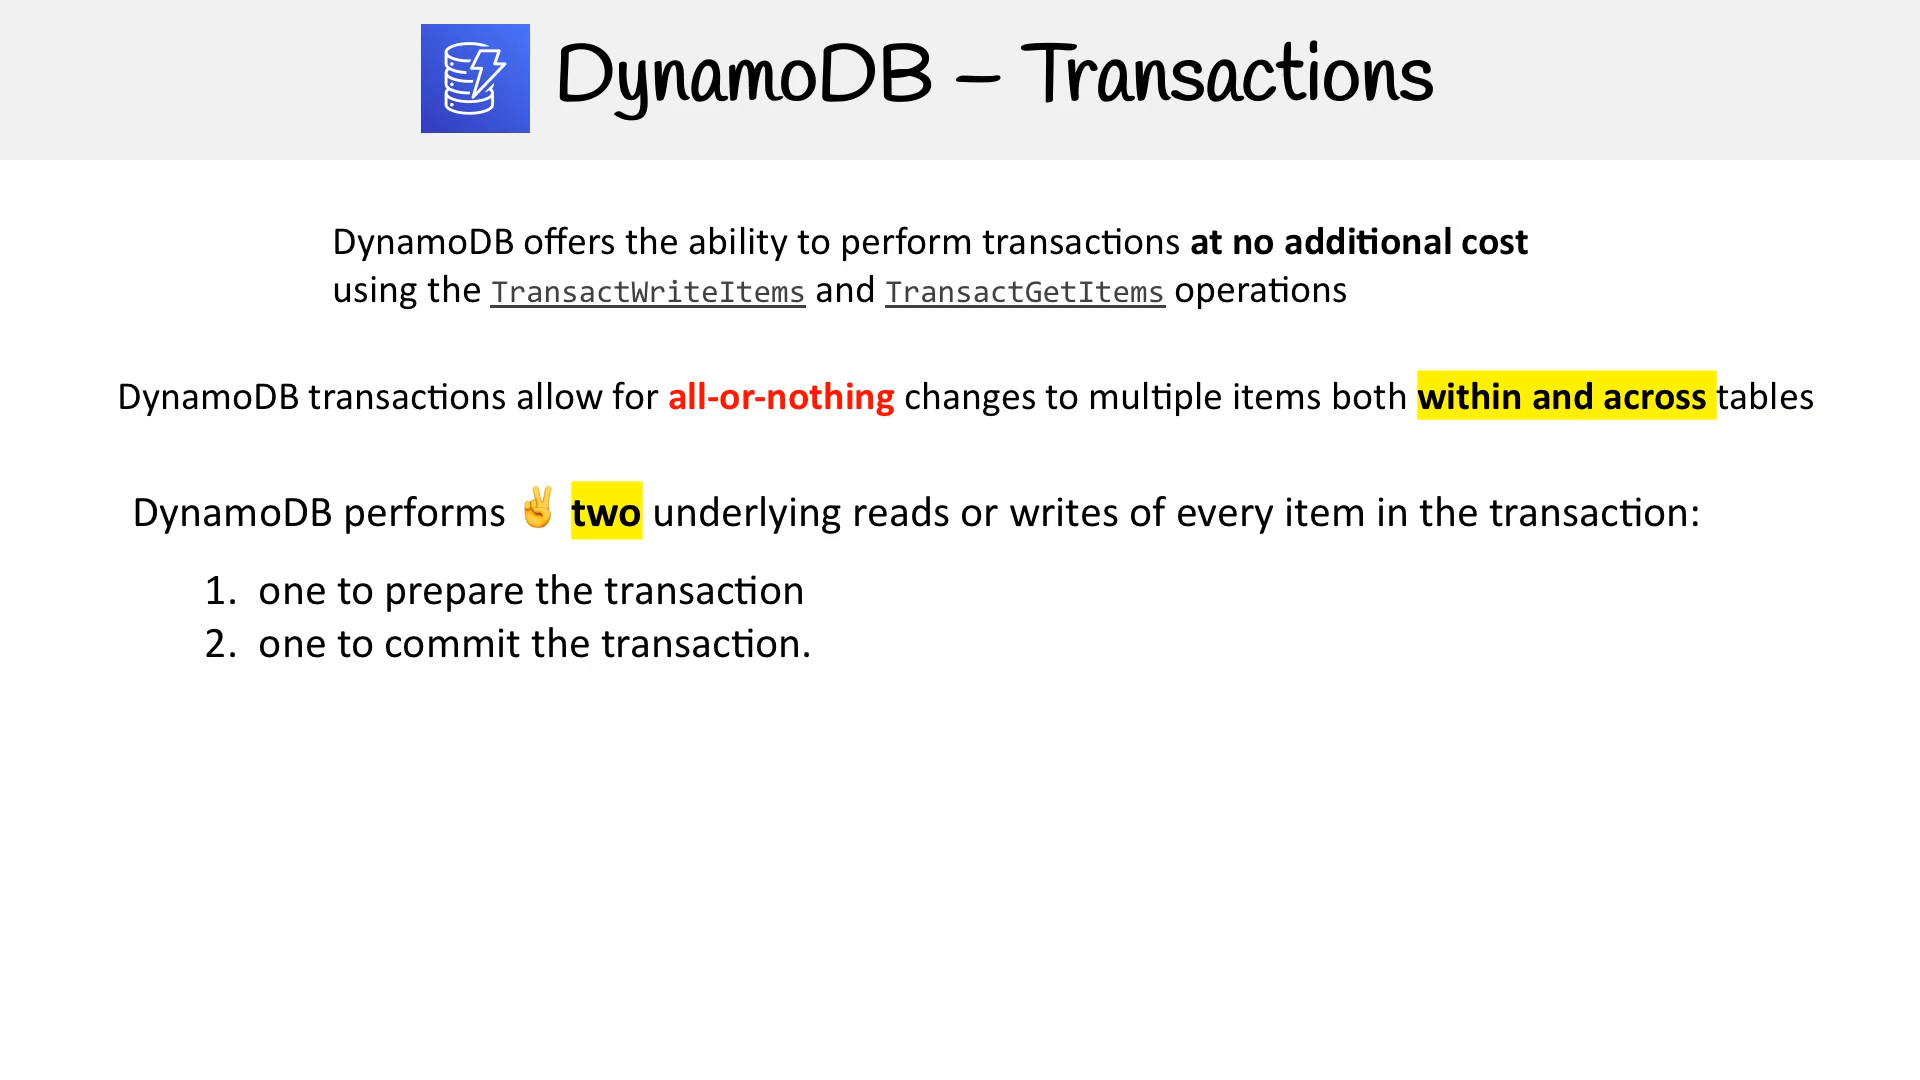 DynamoDB – Transactions
DynamoDB offers the ability to perform transactions at no additional cost
using the TransactWriteItems and TransactGetItems operations
DynamoDB transactions allow for all-or-nothing changes to multiple items both within and across tables
DynamoDB performs ✌️ two underlying reads or writes of every item in the transaction:
1. one to prepare the transaction
2. one to commit the transaction.